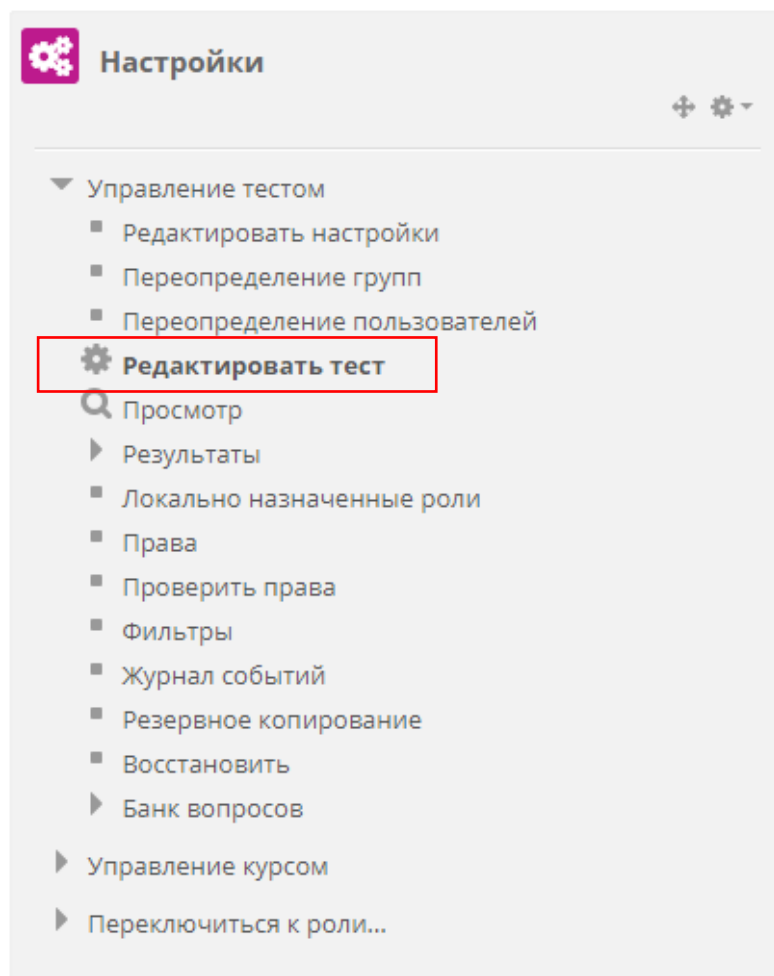 Настройки
Управление тестом
Редактировать настройки
Переопределение групп
Переопределение пользователей
Редактировать тест
Просмотр
Результаты
Локально назначенные роли
Права
Проверить права
Фильтры
Журнал событий
Резервное копирование
Восстановить
Банк вопросов
Управление курсом
Переключиться к роли...